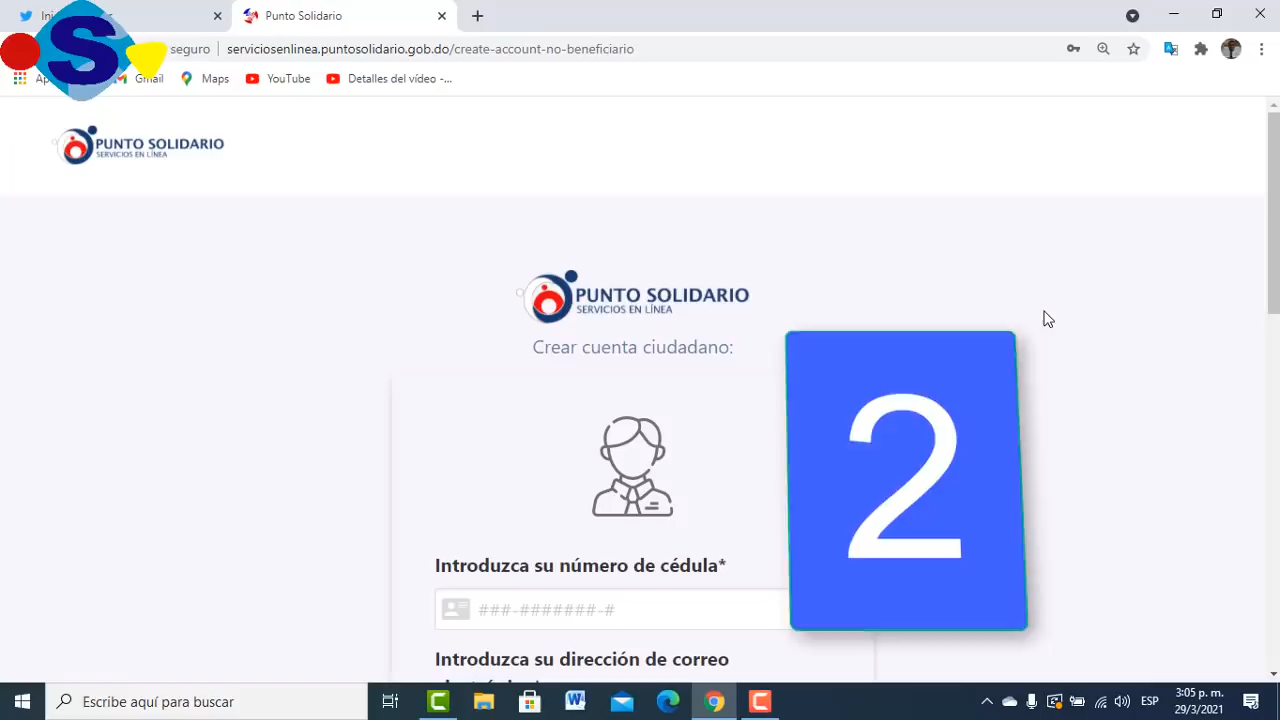 Ini
Punto Solidario
seguro
serviciosenlinea.puntosolidario.gob.do/create-account-no-beneficiario
Ap
Gmail
Maps
YouTube
Detalles del vídeo -...
S
PUNTO SOLIDARIO
SERVICIOS EN LÍNEA
PUNTO SOLIDARIO
SERVICIOS EN LÍNEA
Crear cuenta ciudadano:
2
Introduzca su número de cédula*
###-#######-#
Introduzca su dirección de correo
Escribe aquí para buscar
ESP
3:05 p. m.
29/3/2021